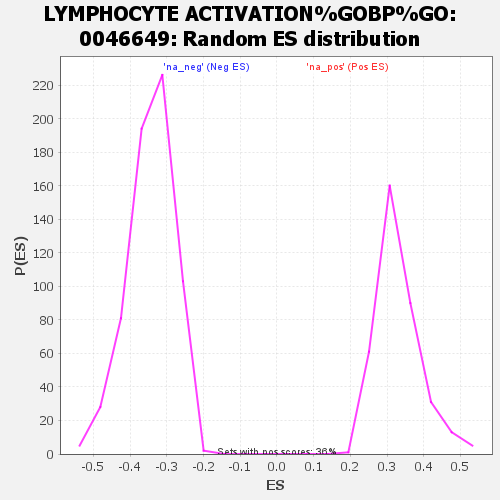 LYMPHOCYTE ACTIVATION%GOBP%GO:
0046649: Random ES distribution
'na_neg' (Neg ES)
'na_pos' (Pos ES)
220
200
180
160
140
120
100
80
60
40
20
0
P(ES)
Sets with pos scores: 36%
-0.5 -0.4 -0.3 -0.2 -0.1 0.0 0.1 0.2 0.3 0.4 0.5
ES